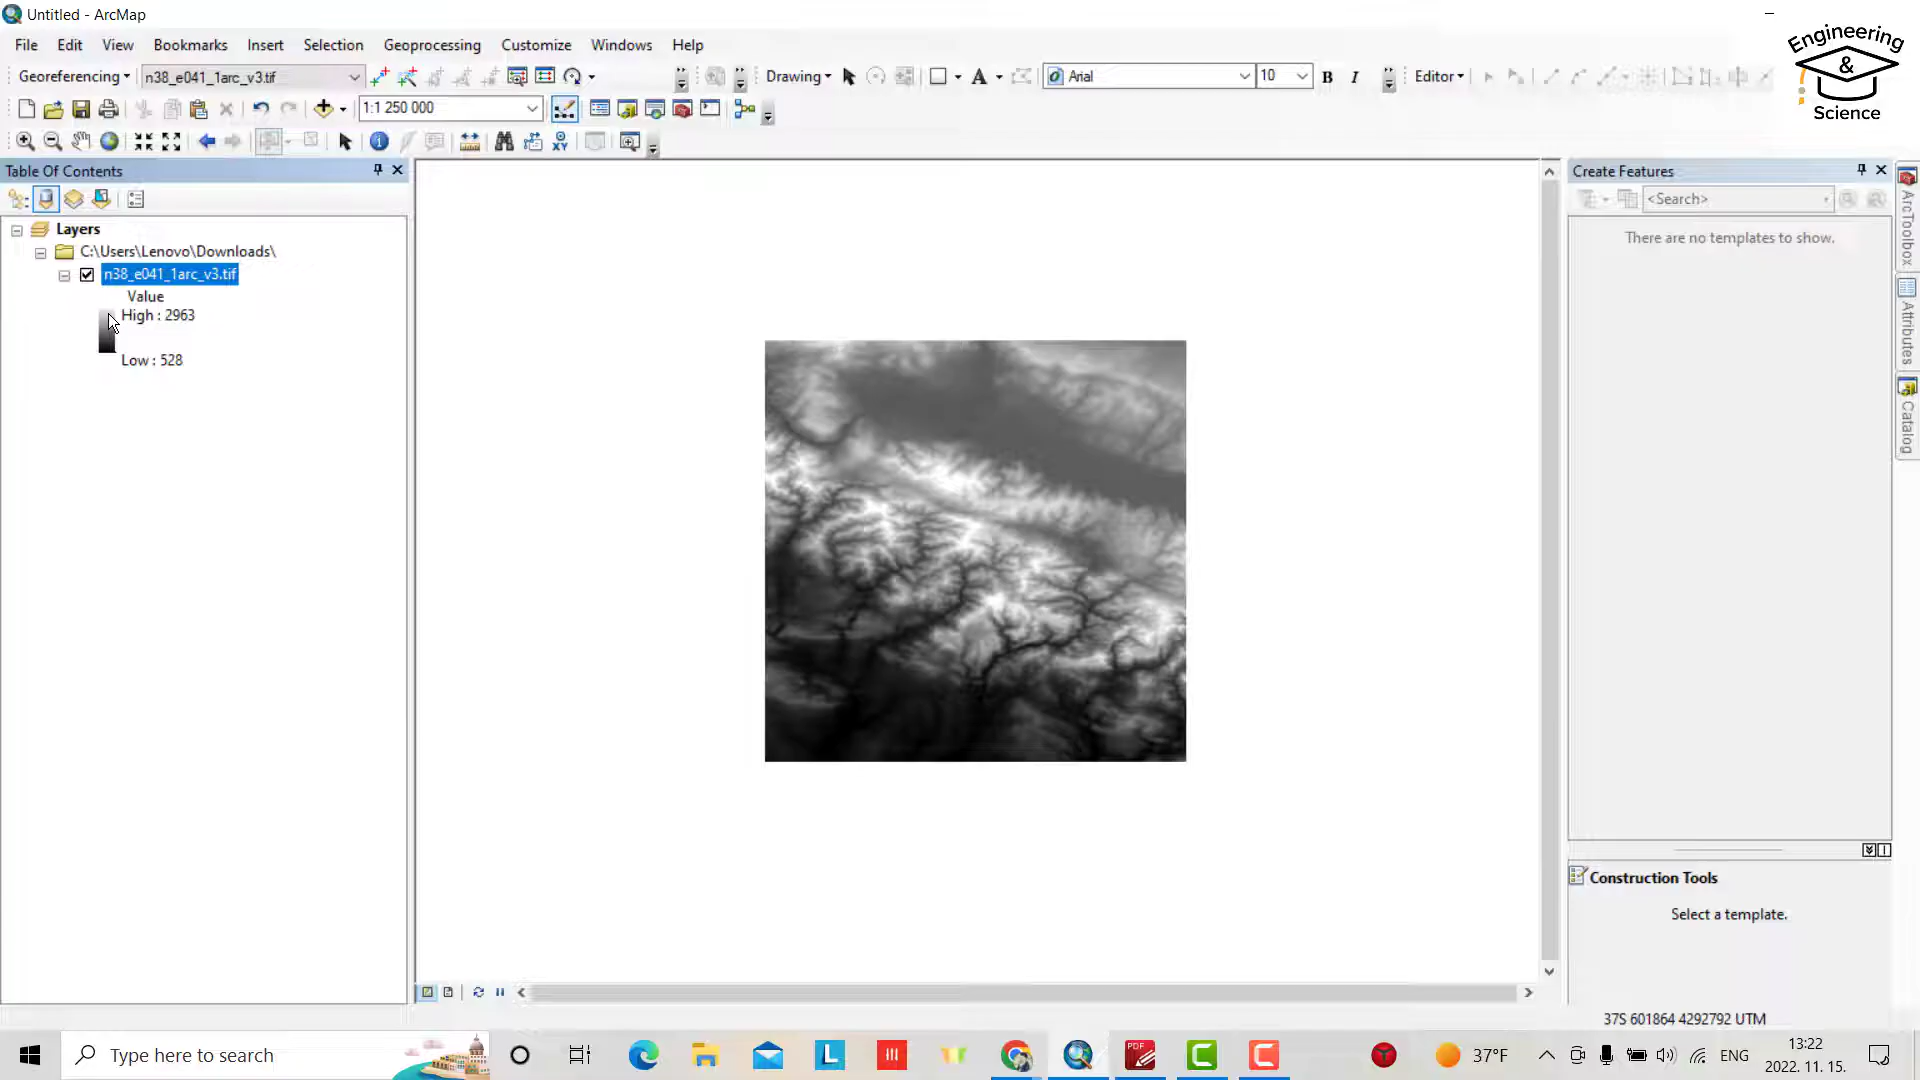 Untitled - ArcMap
Engineering
&
Science
File Edit View Bookmarks Insert Selection Geoprocessing Customize Windows Help
Georeferencing n38_e041_1arc_v3.tif Drawing A Arial 10 B I Editor
1:1 250 000
XY
Table Of Contents
Create Features
<Search>
Layers
C:\Users\Lenovo\Downloads\
n38_e041_1arc_v3.tif
Value
High : 2963
Low : 528
There are no templates to show.
ArcToolbox
Attributes
Catalog
Construction Tools
Select a template.
37S 601864 4292792 UTM
Type here to search
L
PDF
C
C
37°F
ENG
13:22
2022. 11. 15.